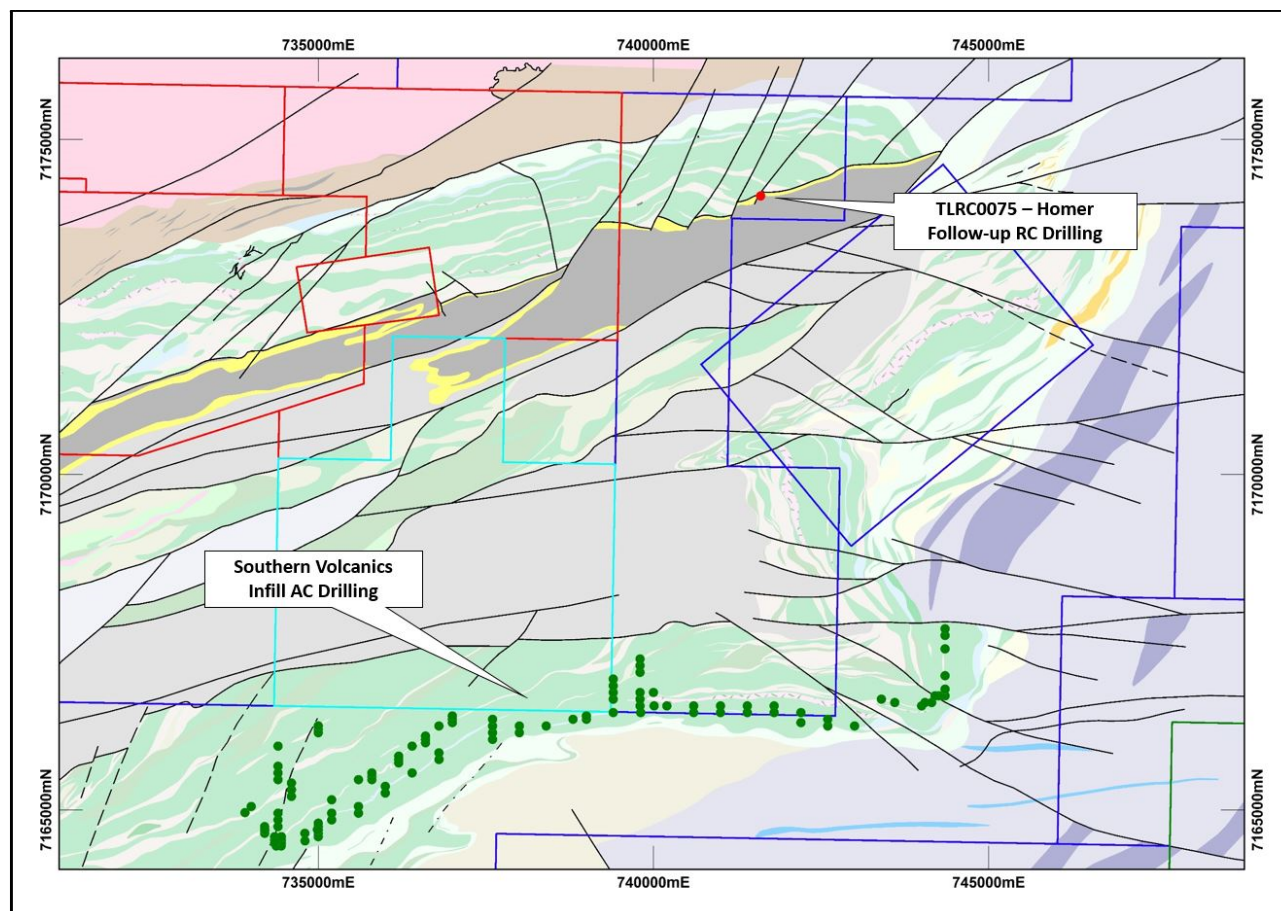 735000mE
740000mE
745000mE
7175000mN
7175000mN
TLRC0075 – Homer
Follow-up RC Drilling
7170000mN
7170000mN
Southern Volcanics
Infill AC Drilling
7165000mN
7165000mN
735000mE
740000mE
745000mE